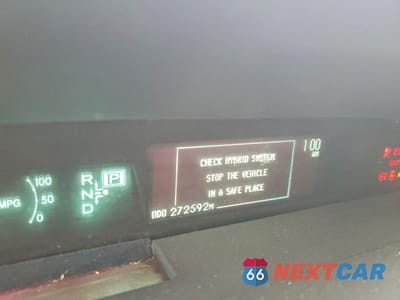 100
MPG
50
0
R
N
D
P
CHECK HYBRID SYSTEM
STOP THE VEHICLE
IN A SAFE PLACE
ODO 272592M
1:00
AM
66 NEXTCAR